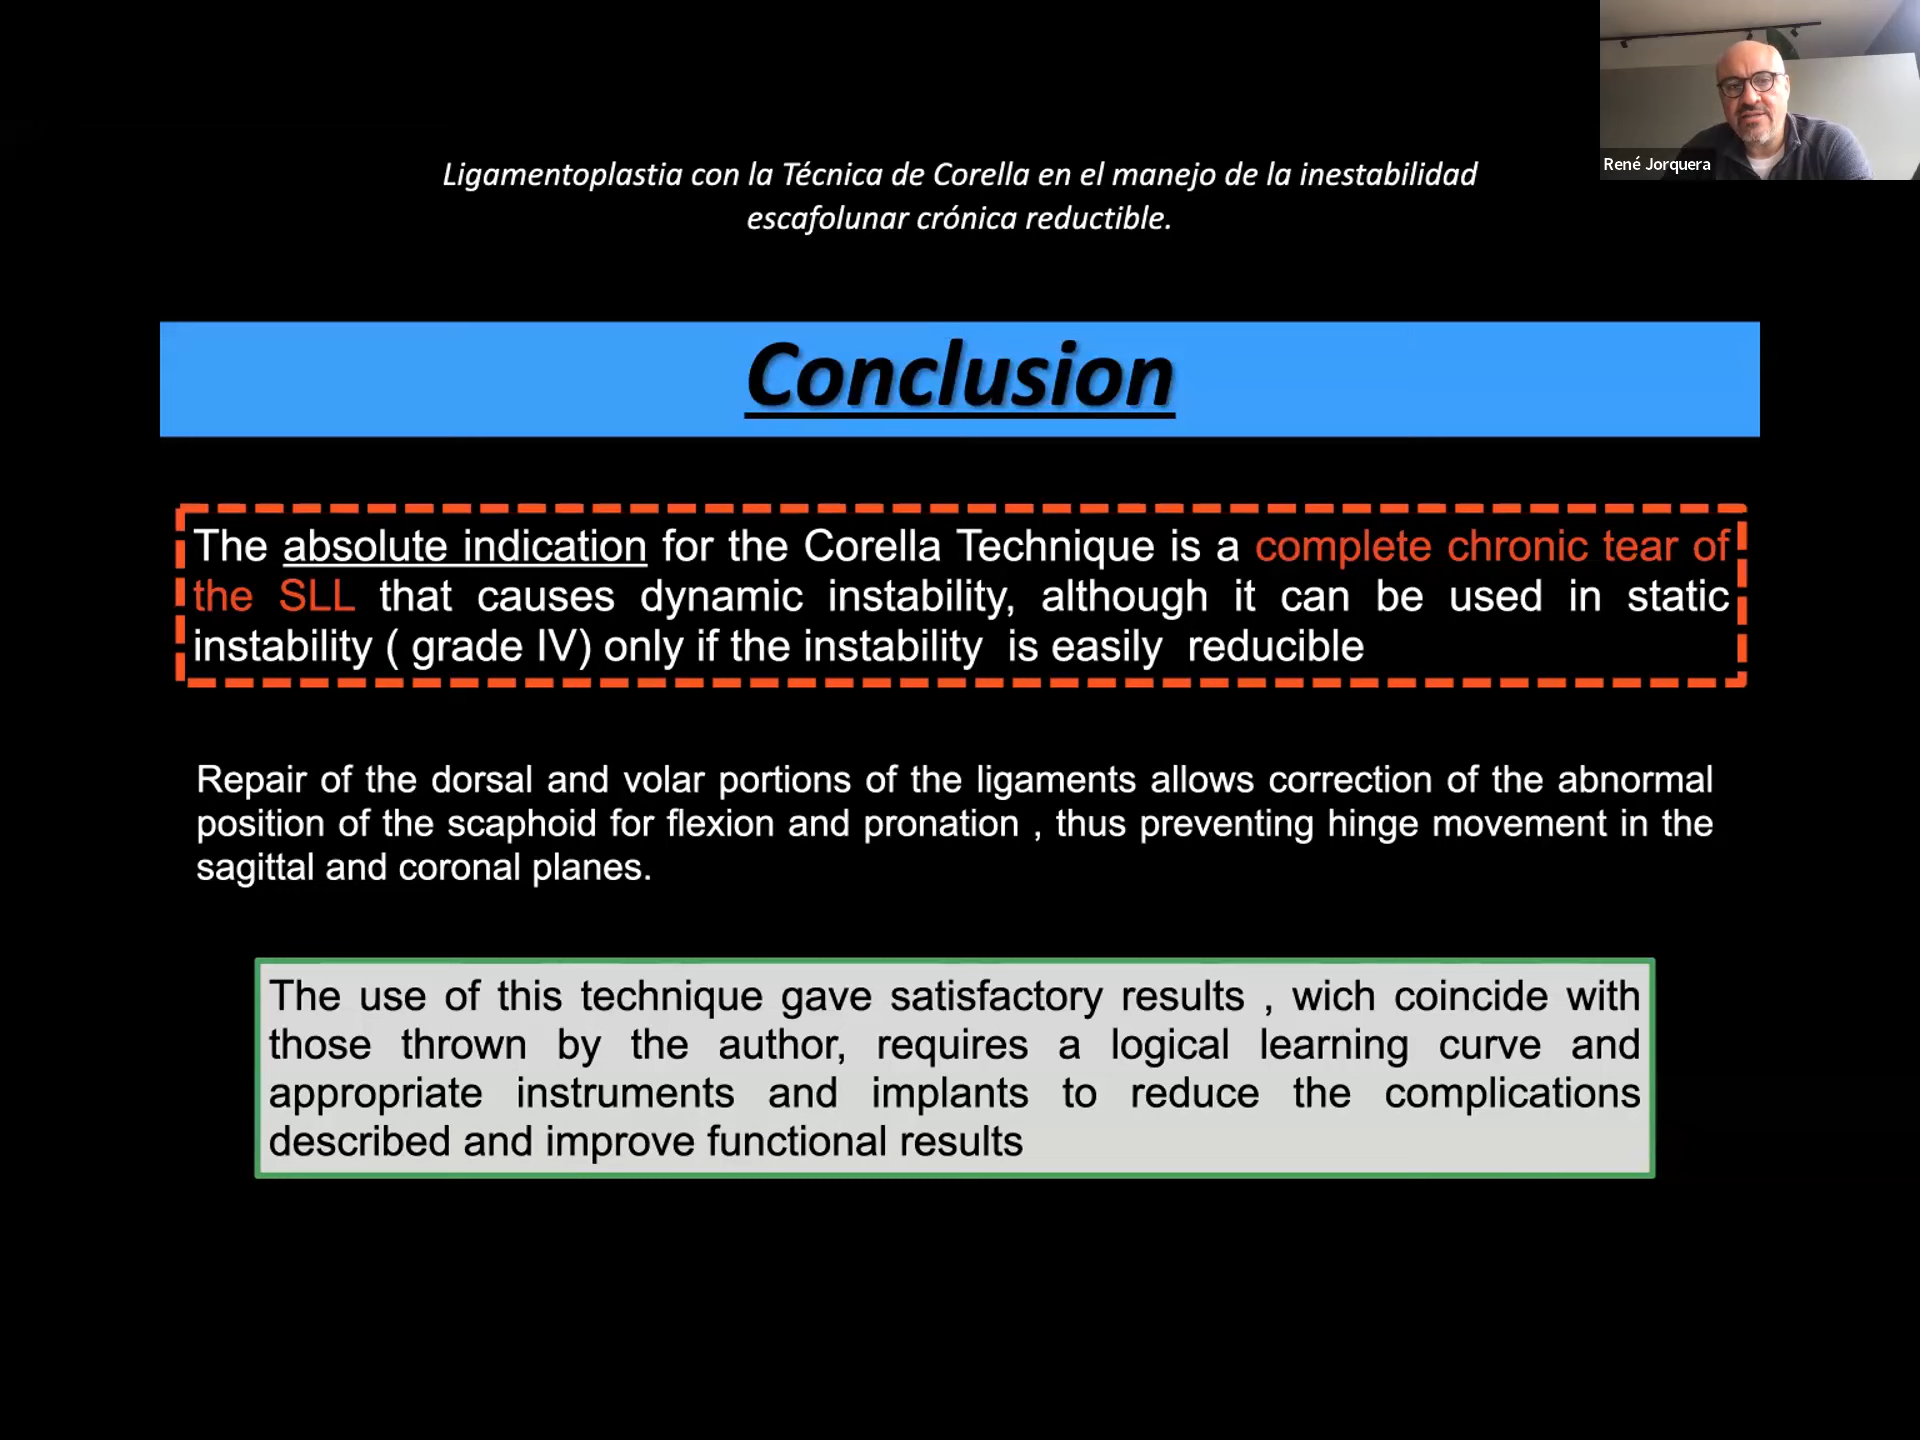 René Jorquera
Ligamentoplastia con la Técnica de Corella en el manejo de la inestabilidad
escafolunar crónica reductible.
Conclusion
The absolute indication for the Corella Technique is a complete chronic tear of
the SLL that causes dynamic instability, although it can be used in static
instability ( grade IV) only if the instability  is easily  reducible
Repair of the dorsal and volar portions of the ligaments allows correction of the abnormal
position of the scaphoid for flexion and pronation , thus preventing hinge movement in the
sagittal and coronal planes.
The use of this technique gave satisfactory results , wich coincide with
those thrown by the author, requires a logical learning curve and
appropriate instruments and implants to reduce the complications
described and improve functional results